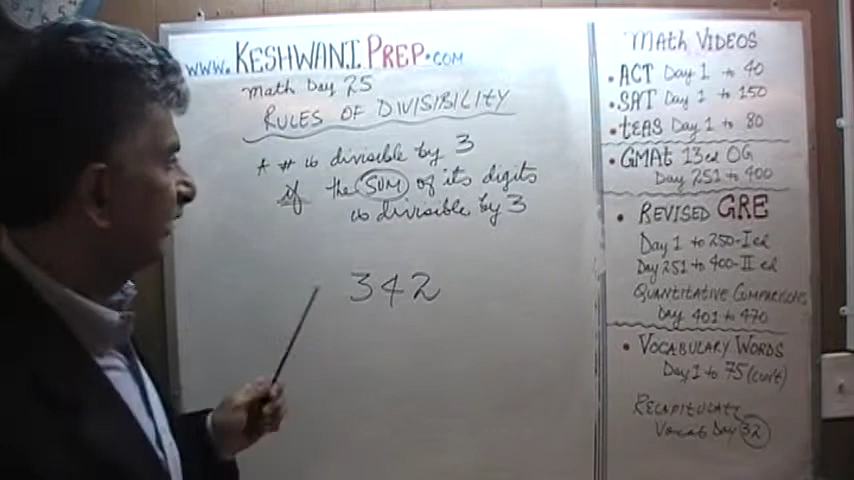 www.KESHWANIPREP.COM
Math Day 25
RULES OF DIVISIBILITY
A # is divisible by 3
if the SUM of its digits
is divisible by 3
342
MATH VIDEOS
• ACT Day 1 to 40
• SAT Day 1 to 150
• TEAS Day 1 to 80
• GMAT 13ed OG
Day 251 to 400
• REVISED GRE
Day 1 to 250-I ed
Day 251 to 400-II ed
QUANTITATIVE COMPARISONS
Day 401 to 470
• VOCABULARY WORDS
Day 1 to 75 (cont)
RECAPITULATE
Vocab Day 32